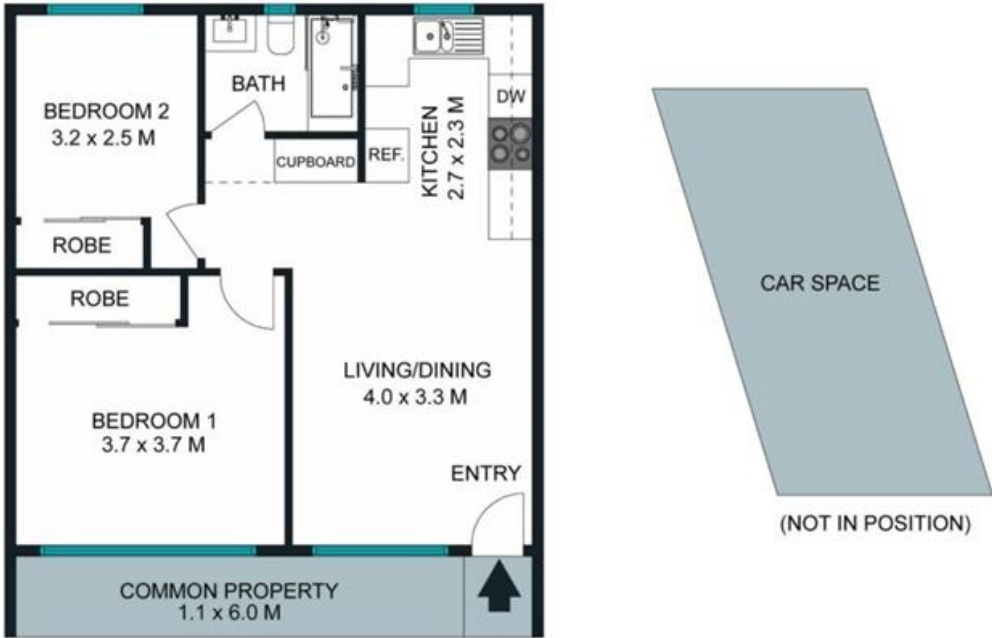 BEDROOM 2
3.2 x 2.5 M
BATH
CUPBOARD
REF.
KITCHEN
2.7 x 2.3 M
DW
ROBE
ROBE
BEDROOM 1
3.7 x 3.7 M
LIVING/DINING
4.0 x 3.3 M
ENTRY
COMMON PROPERTY
1.1 x 6.0 M
CAR SPACE
(NOT IN POSITION)